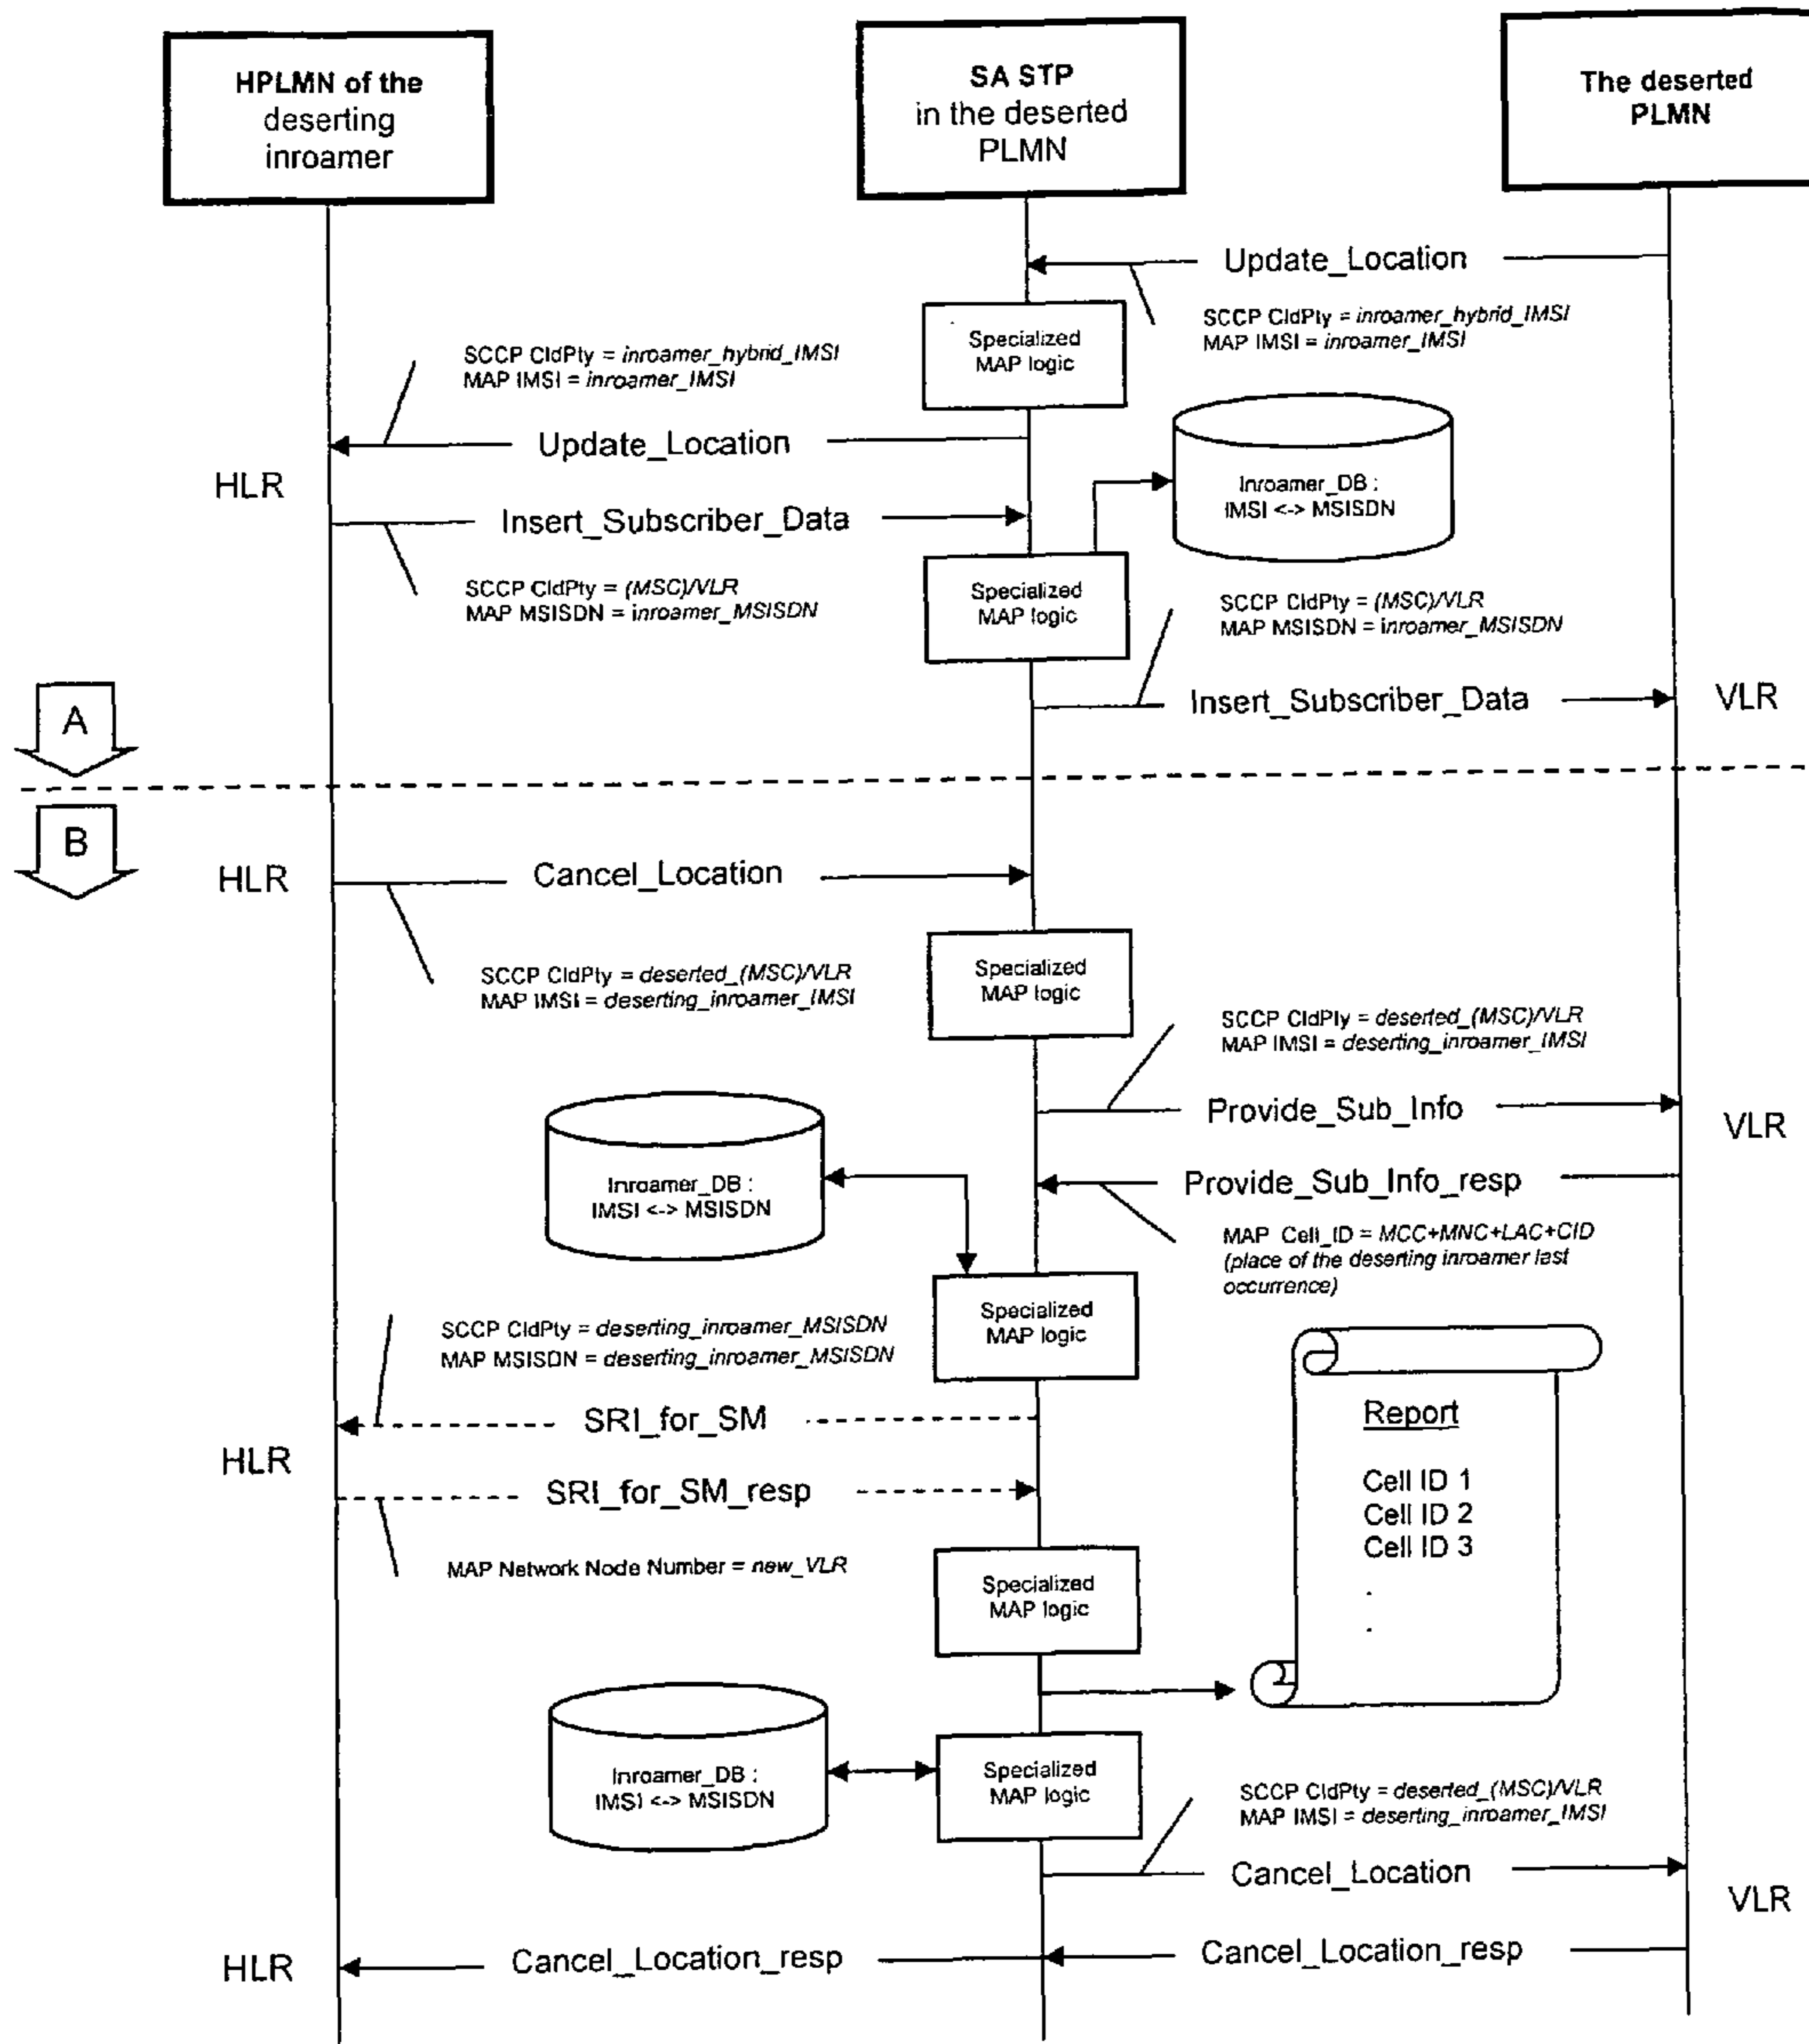 HPLMN of the
deserting
inroamer
SA STP
in the deserted
PLMN
The deserted
PLMN
Update_Location
SCCP CldPty = inroamer_hybrid_IMSI
MAP IMSI = inroamer_IMSI
Specialized
MAP logic
SCCP CldPty = inroamer_hybrid_IMSI
MAP IMSI = inroamer_IMSI
Update_Location
HLR
Inroamer_DB :
IMSI <-> MSISDN
Insert_Subscriber_Data
SCCP CldPty = (MSC)/VLR
MAP MSISDN = inroamer_MSISDN
Specialized
MAP logic
SCCP CldPty = (MSC)/VLR
MAP MSISDN = inroamer_MSISDN
Insert_Subscriber_Data
VLR
A
B
HLR
Cancel_Location
SCCP CldPty = deserted_(MSC)/VLR
MAP IMSI = deserting_inroamer_IMSI
Specialized
MAP logic
SCCP CldPty = deserted_(MSC)/VLR
MAP IMSI = deserting_inroamer_IMSI
Provide_Sub_Info
VLR
Inroamer_DB :
IMSI <-> MSISDN
Provide_Sub_Info_resp
MAP Cell_ID = MCC+MNC+LAC+CID
(place of the deserting inroamer last
occurrence)
Specialized
MAP logic
SCCP CldPty = deserting_inroamer_MSISDN
MAP MSISDN = deserting_inroamer_MSISDN
SRI_for_SM
HLR
SRI_for_SM_resp
MAP Network Node Number = new_VLR
Specialized
MAP logic
Report
Cell ID 1
Cell ID 2
Cell ID 3
.
.
Inroamer_DB :
IMSI <-> MSISDN
Specialized
MAP logic
SCCP CldPty = deserted_(MSC)/VLR
MAP IMSI = deserting_inroamer_IMSI
Cancel_Location
VLR
HLR
Cancel_Location_resp
Cancel_Location_resp